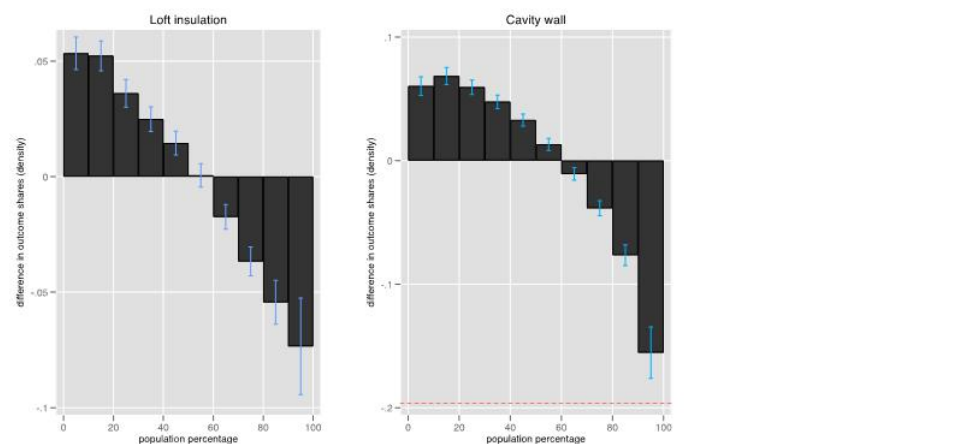 Loft insulation
difference in outcome shares (density)
.05
0
-.05
-.1
0 20 40 60 80 100
population percentage
Cavity wall
difference in outcome shares (density)
.1
0
-.1
-.2
0 20 40 60 80 100
population percentage